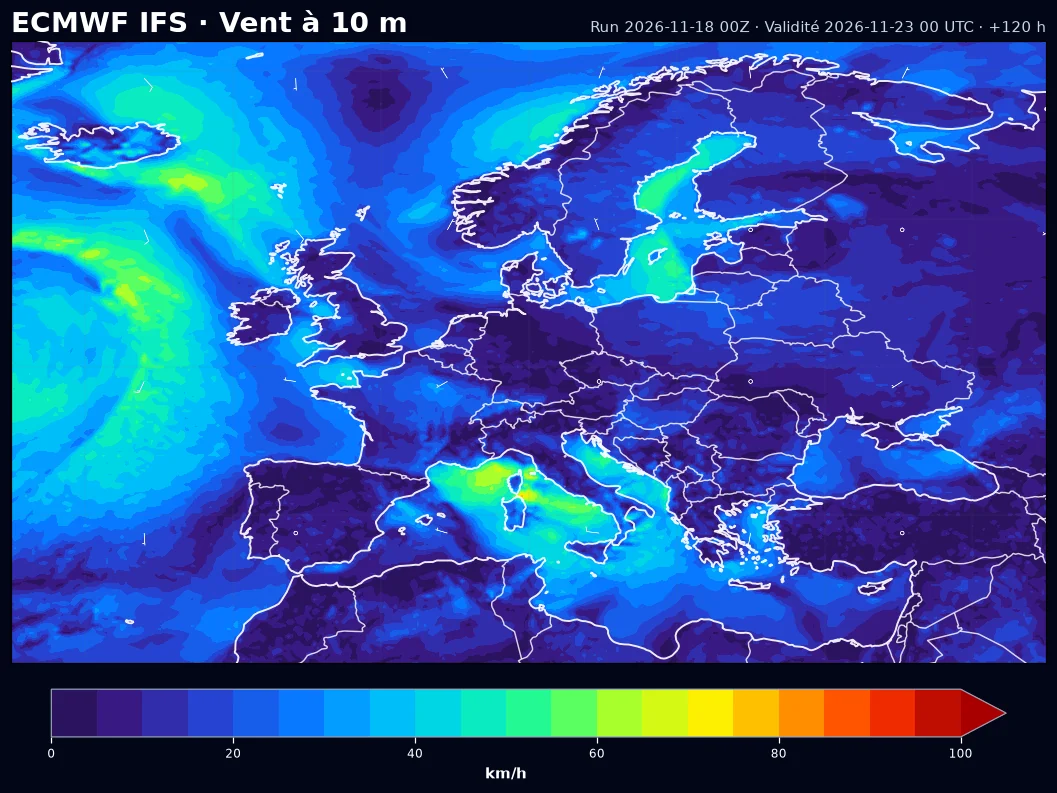 ECMWF IFS · Vent à 10 m
Run 2026-11-18 00Z · Validité 2026-11-23 00 UTC · +120 h
0 20 40 60 80 100
km/h